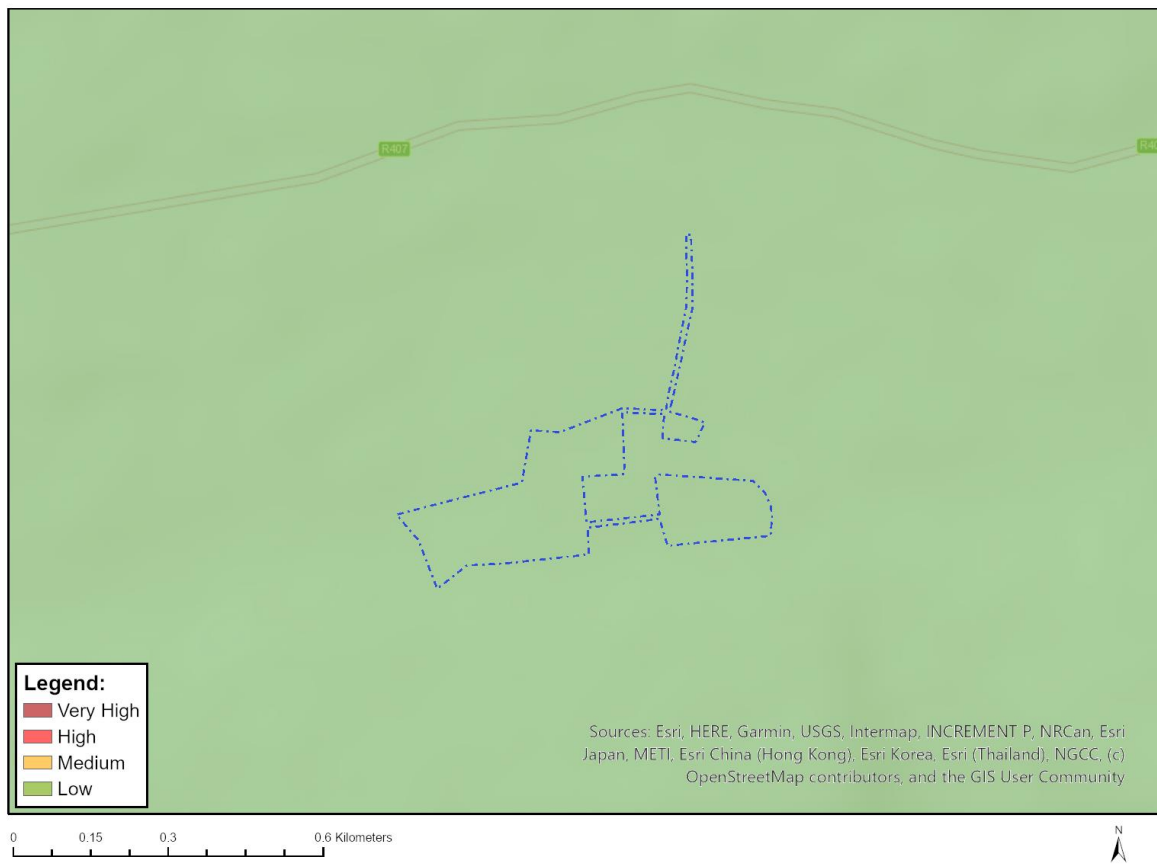 R407
R40
Legend:
Very High
High
Medium
Low
Sources: Esri, HERE, Garmin, USGS, Intermap, INCREMENT P, NRCan, Esri
Japan, METI, Esri China (Hong Kong), Esri Korea, Esri (Thailand), NGCC, (c)
OpenStreetMap contributors, and the GIS User Community
0 0.15 0.3 0.6 Kilometers
N